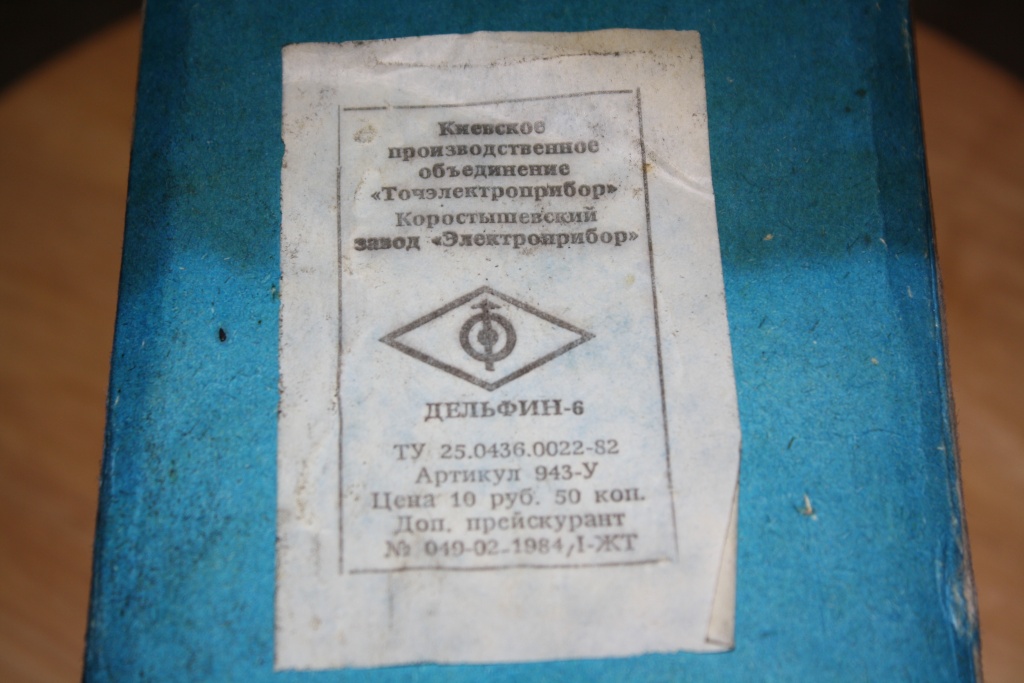 Киевское
производственное
объединение
«Точэлектроприбор»
Коростышевский
завод «Электроприбор»
ДЕЛЬФИН-6
ТУ 25.0436.0022-82
Артикул 943-У
Цена 10 руб. 50 коп.
Доп. прейскурант
№ 040-02-1984/I-ЖТ